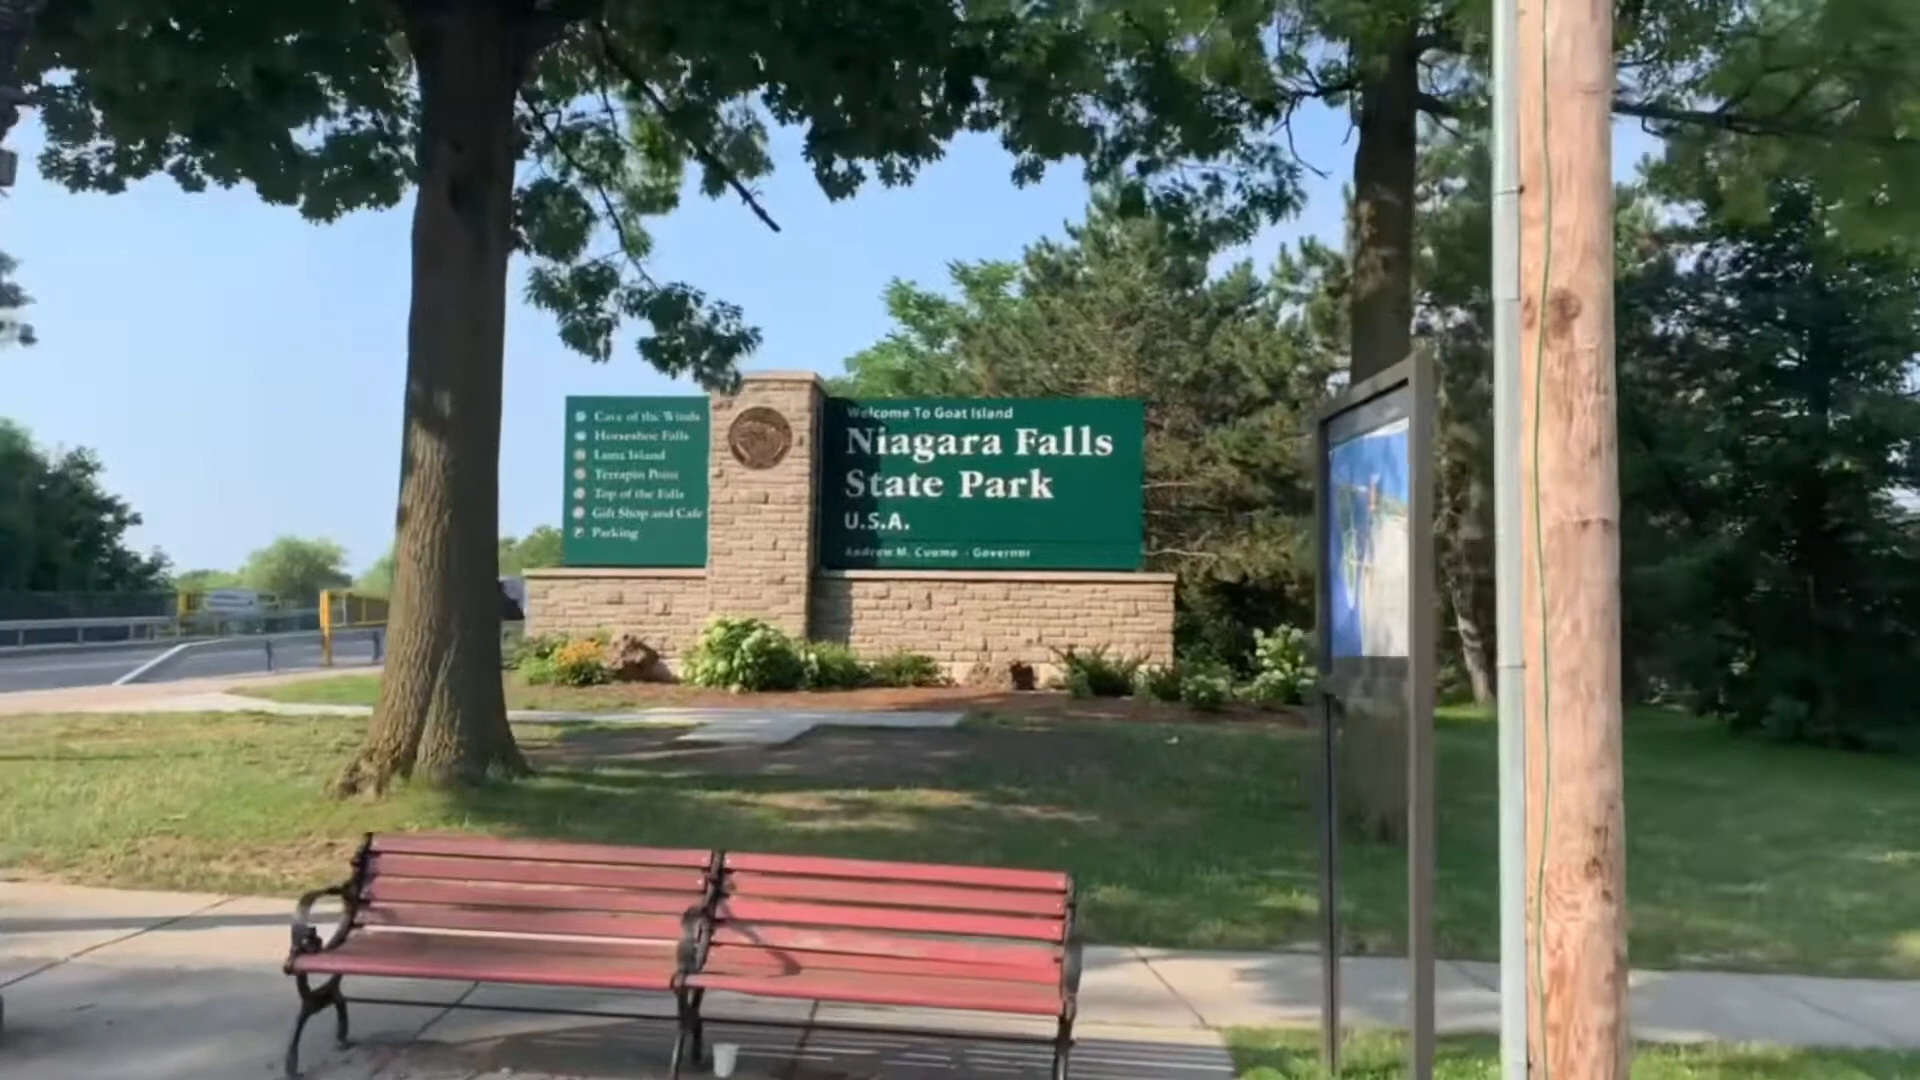 Cave of the Winds
Horseshoe Falls
Luna Island
Terrapin Point
Top of the Falls
Gift Shop and Cafe
Parking
Welcome To Goat Island
Niagara Falls
State Park
U.S.A.
Andrew M. Cuomo - Governor